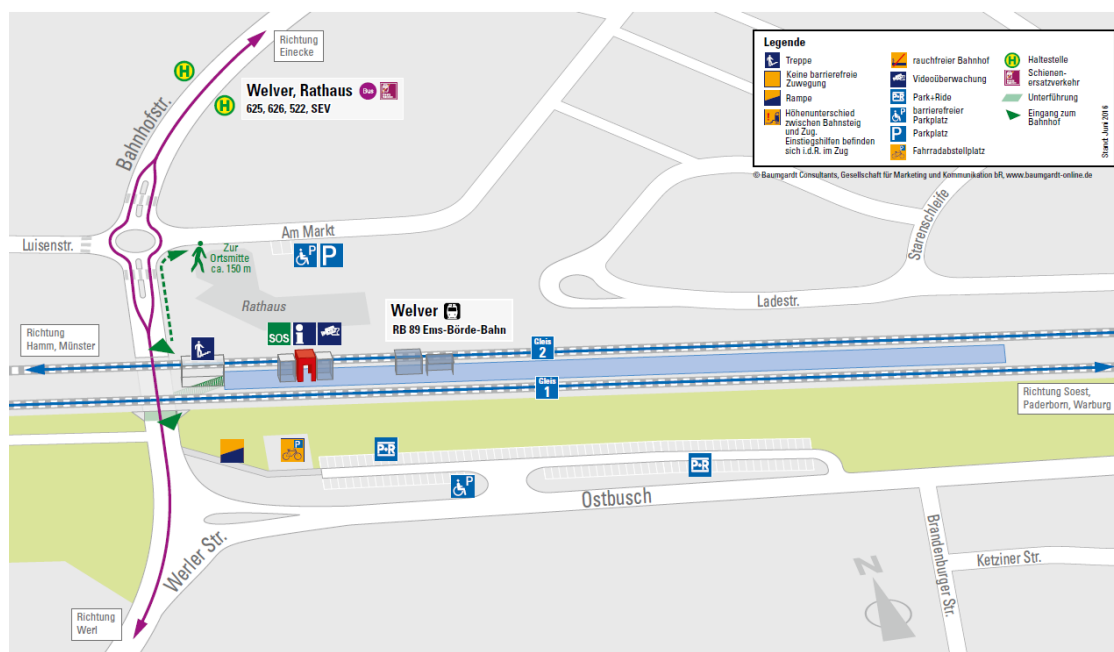 Richtung
Einecke
H
H
Welver, Rathaus Bus
625, 626, 522, SEV
Bahnhofstr.
Legende
Treppe
Keine barrierefreie
Zuwegung
Rampe
Höhenunterschied
zwischen Bahnsteig
und Zug.
Einstiegshilfen befinden
sich i.d.R. im Zug
rauchfreier Bahnhof
Videoüberwachung
P+R Park+Ride
barrierefreier
Parkplatz
P Parkplatz
Fahrradabstellplatz
H Haltestelle
Schienen-
ersatzverkehr
Unterführung
Eingang zum
Bahnhof
Stand: Juni 2016
© Baumgardt Consultants, Gesellschaft für Marketing und Kommunikation bR, www.baumgardt-online.de
Luisenstr.
Am Markt
Zur
Ortsmitte
ca. 150 m
P
P
Starenschleife
Rathaus
Ladestr.
Welver
RB 89 Ems-Börde-Bahn
Richtung
Hamm, Münster
SOS
i
Gleis
2
Gleis
1
Richtung Soest,
Paderborn, Warburg
P
P+R
P+R
P
Ostbusch
Werler Str.
Brandenburger Str.
Ketziner Str.
N
Richtung
Werl